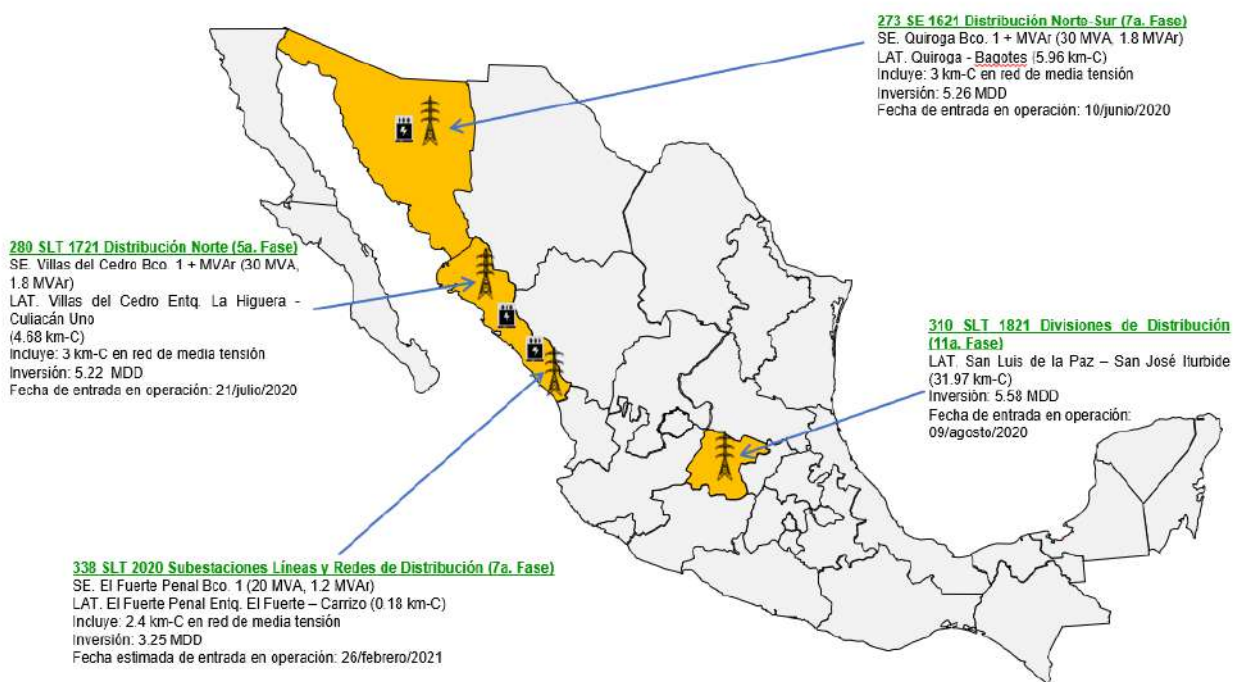 273 SE 1621 Distribución Norte-Sur (7a. Fase)
SE. Quiroga Bco. 1 + MVAr (30 MVA, 1.8 MVAr)
LAT. Quiroga - Bagotes (5.96 km-C)
Incluye: 3 km-C en red de media tensión
Inversión: 5.26 MDD
Fecha de entrada en operación: 10/junio/2020
280 SLT 1721 Distribución Norte (5a. Fase)
SE. Villas del Cedro Bco. 1 + MVAr (30 MVA,
1.8 MVAr)
LAT. Villas del Cedro Entq. La Higuera -
Culiacán Uno
(4.68 km-C)
Incluye: 3 km-C en red de media tensión
Inversión: 5.22 MDD
Fecha de entrada en operación: 21/julio/2020
310 SLT 1821 Divisiones de Distribución
(11a. Fase)
LAT. San Luis de la Paz – San José Iturbide
(31.97 km-C)
Inversión: 5.58 MDD
Fecha de entrada en operación:
09/agosto/2020
338 SLT 2020 Subestaciones Líneas y Redes de Distribución (7a. Fase)
SE. El Fuerte Penal Bco. 1 (20 MVA, 1.2 MVAr)
LAT. El Fuerte Penal Entq. El Fuerte – Carrizo (0.18 km-C)
Incluye: 2.4 km-C en red de media tensión
Inversión: 3.25 MDD
Fecha estimada de entrada en operación: 26/febrero/2021